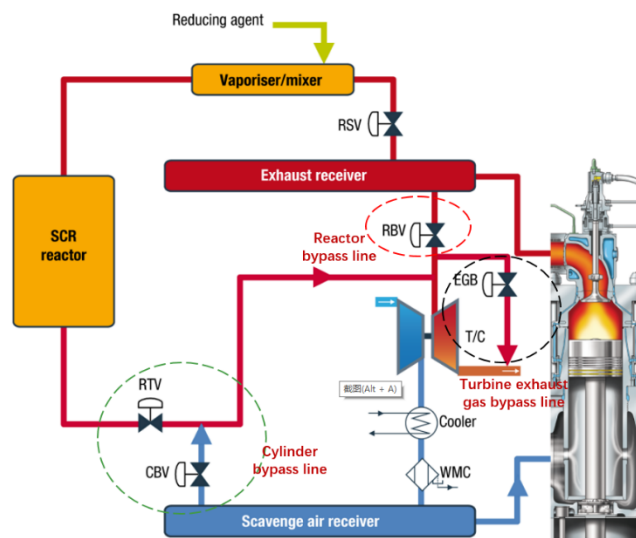 Reducing agent
Vaporiser/mixer
RSV
Exhaust receiver
SCR
reactor
RBV
Reactor
bypass line
EGB
T/C
截图(Alt + A)
Turbine exhaust
gas bypass line
RTV
Cooler
Cylinder
bypass line
CBV
WMC
Scavenge air receiver